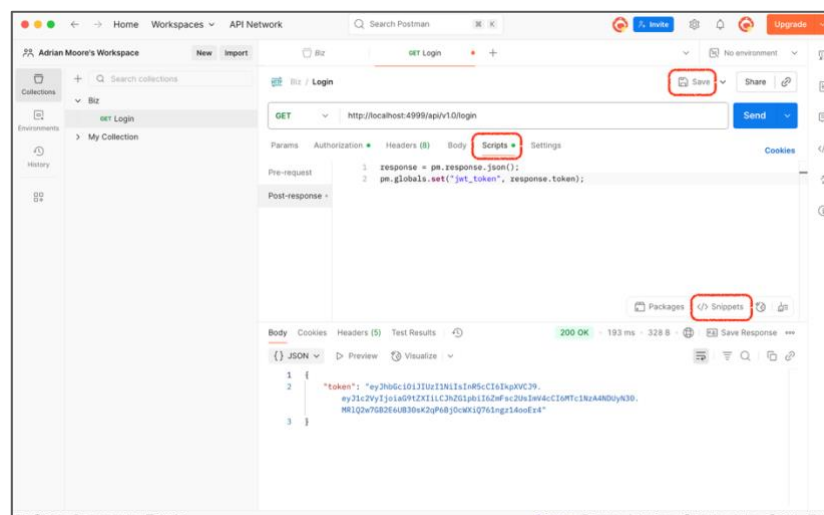 Home Workspaces API Network Search Postman ⌘ K Invite Upgrade
Adrian Moore's Workspace New Import Biz GET Login + No environment
Collections + Search collections Biz / Login Save Share
Biz
GET Login GET http://localhost:4999/api/v1.0/login Send
Environments
My Collection
History
Params Authorization Headers (8) Body Scripts Settings Cookies
Pre-request 1 response = pm.response.json();
2 pm.globals.set("jwt_token", response.token);
Post-response
Packages </> Snippets
Body Cookies Headers (5) Test Results 200 OK 193 ms 328 B Save Response
{} JSON Preview Visualize
1 {
2 "token": "eyJhbGciOiJIUzI1NiIsInR5cCI6IkpXVCJ9.
3 }